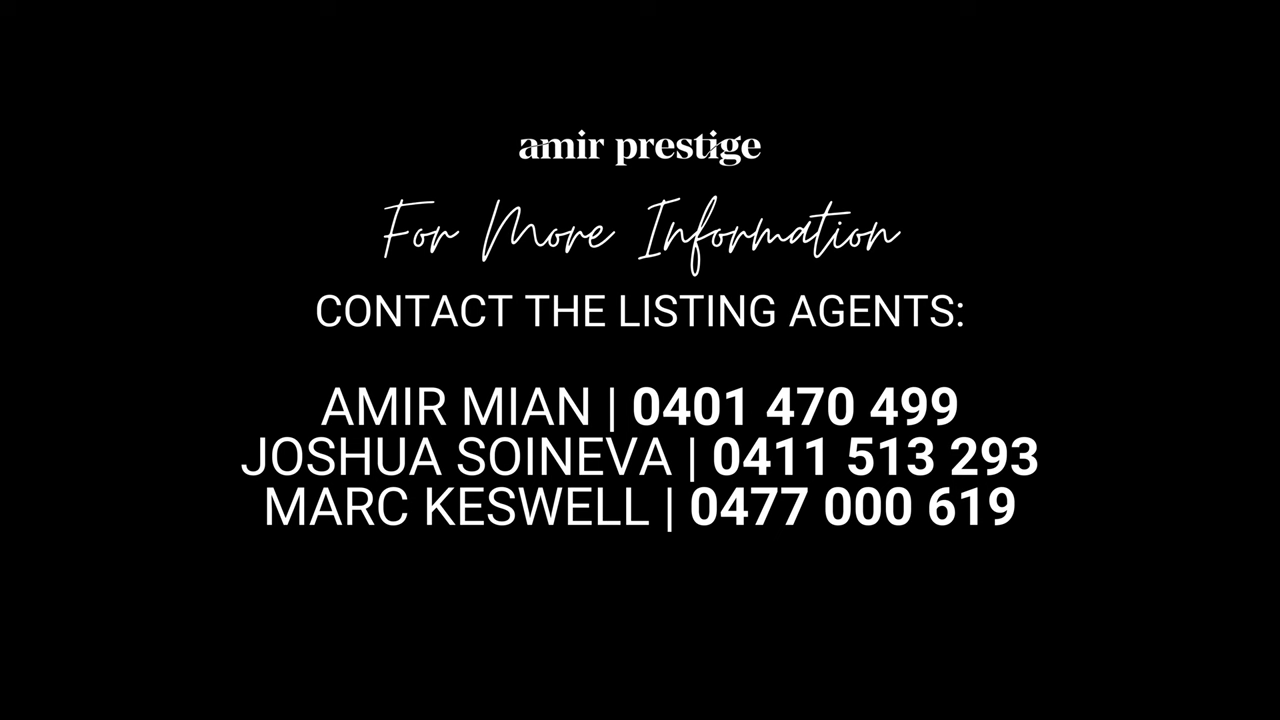 amir prestige
For More Information
CONTACT THE LISTING AGENTS:
AMIR MIAN | 0401 470 499
JOSHUA SOINEVA | 0411 513 293
MARC KESWELL | 0477 000 619